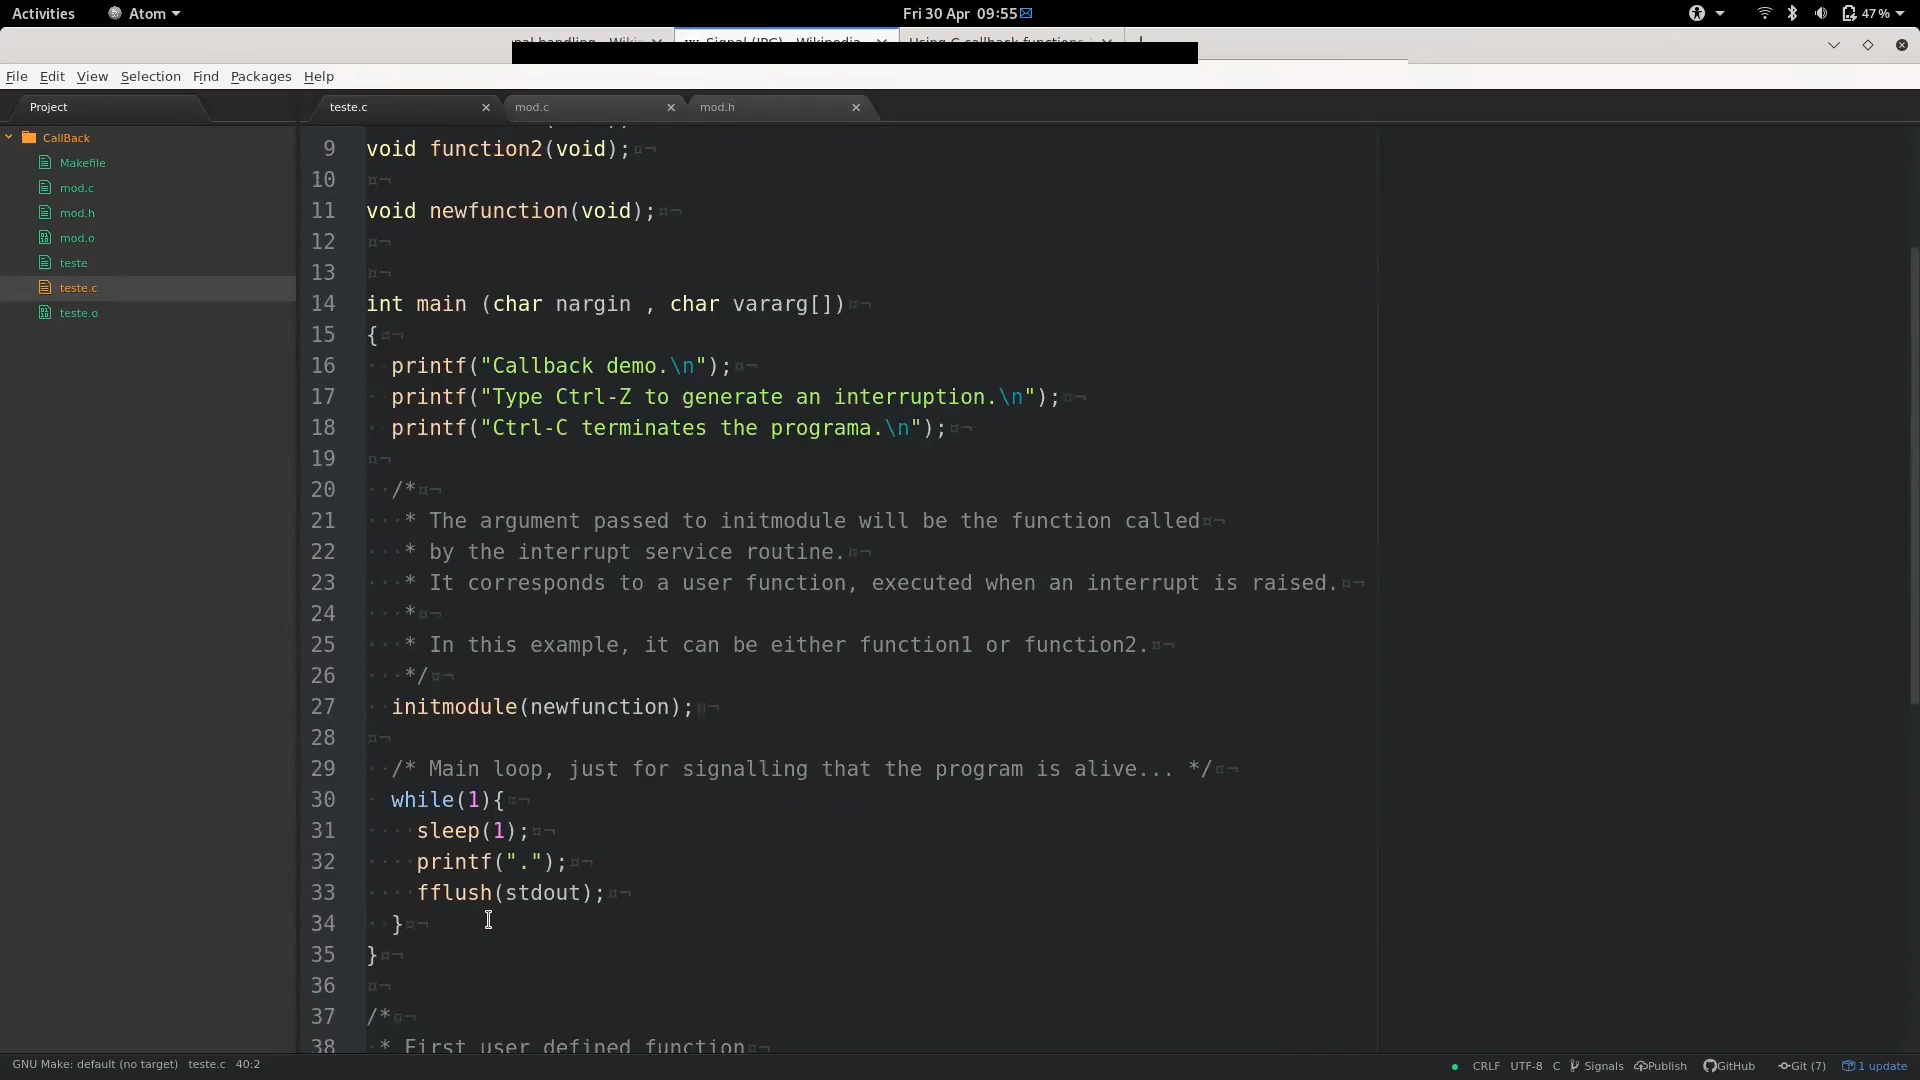 Activities Atom Fri 30 Apr 09:55 47%
File Edit View Selection Find Packages Help
Project teste.c mod.c mod.h
CallBack
Makefile
mod.c
mod.h
mod.o
teste
teste.c
teste.o
9 void function2(void);
10
11 void newfunction(void);
12
13
14 int main (char nargin , char vararg[])
15 {
16 printf("Callback demo.\n");
17 printf("Type Ctrl-Z to generate an interruption.\n");
18 printf("Ctrl-C terminates the programa.\n");
19
20 /*
21 * The argument passed to initmodule will be the function called
22 * by the interrupt service routine.
23 * It corresponds to a user function, executed when an interrupt is raised.
24 *
25 * In this example, it can be either function1 or function2.
26 */
27 initmodule(newfunction);
28
29 /* Main loop, just for signalling that the program is alive... */
30 while(1){
31 sleep(1);
32 printf(".");
33 fflush(stdout);
34 }
35 }
36
37 /*
38 * First user defined function
GNU Make: default (no target) teste.c 40:2 CRLF UTF-8 C Signals Publish GitHub Git (7) 1 update